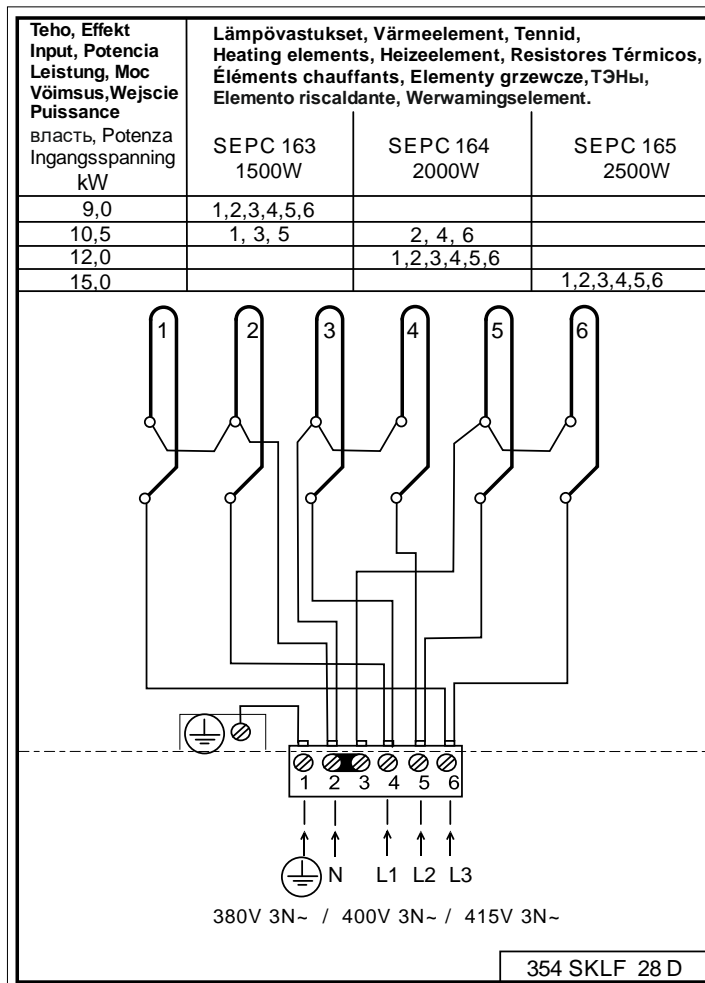 Teho, Effekt
Input, Potencia
Leistung, Moc
Vöimsus,Wejscie
Puissance
власть, Potenza
Ingangsspanning
kW
Lämpövastukset, Värmeelement, Tennid,
Heating elements, Heizeelement, Resistores Térmicos,
Éléments chauffants, Elementy grzewcze,ТЭНы,
Elemento riscaldante, Werwamingselement.
SEPC 163
1500W
SEPC 164
2000W
SEPC 165
2500W
9,0 1,2,3,4,5,6
10,5 1, 3, 5 2, 4, 6
12,0 1,2,3,4,5,6
15,0 1,2,3,4,5,6
1 2 3 4 5 6
1 2 3 4 5 6
N L1 L2 L3
380V 3N~ / 400V 3N~ / 415V 3N~
354 SKLF 28 D